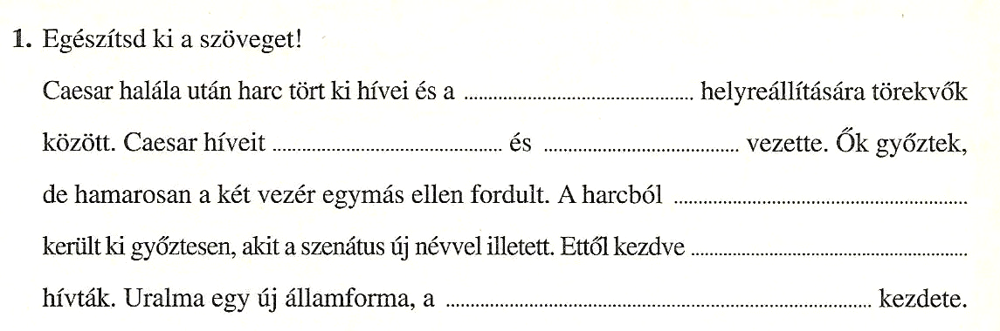 1. Egészítsd ki a szöveget!
Caesar halála után harc tört ki hívei és a ........................................ helyreállítására törekvők
között. Caesar híveit ........................................ és .................................. vezette. Ők győztek,
de hamarosan a két vezér egymás ellen fordult. A harcból ...................................................
került ki győztesen, akit a szenátus új névvel illetett. Ettől kezdve ................................................
hívták. Uralma egy új államforma, a .......................................................................... kezdete.